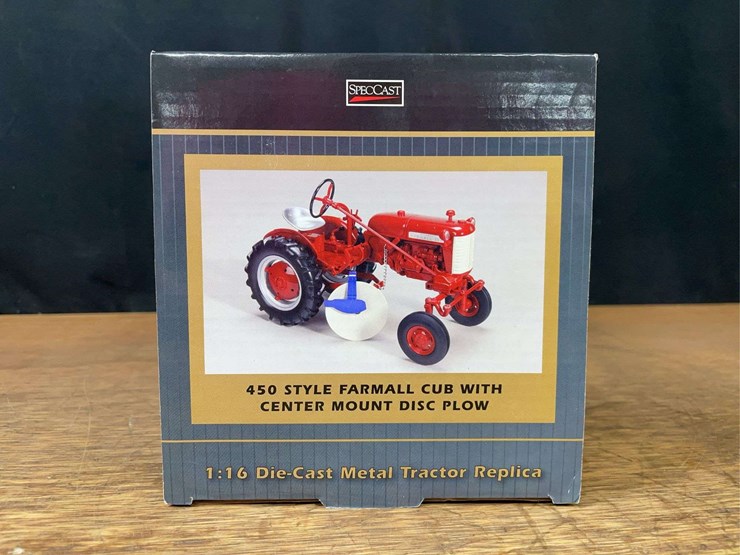 SPECCAST
450 STYLE FARMALL CUB WITH
CENTER MOUNT DISC PLOW
1:16 Die-Cast Metal Tractor Replica